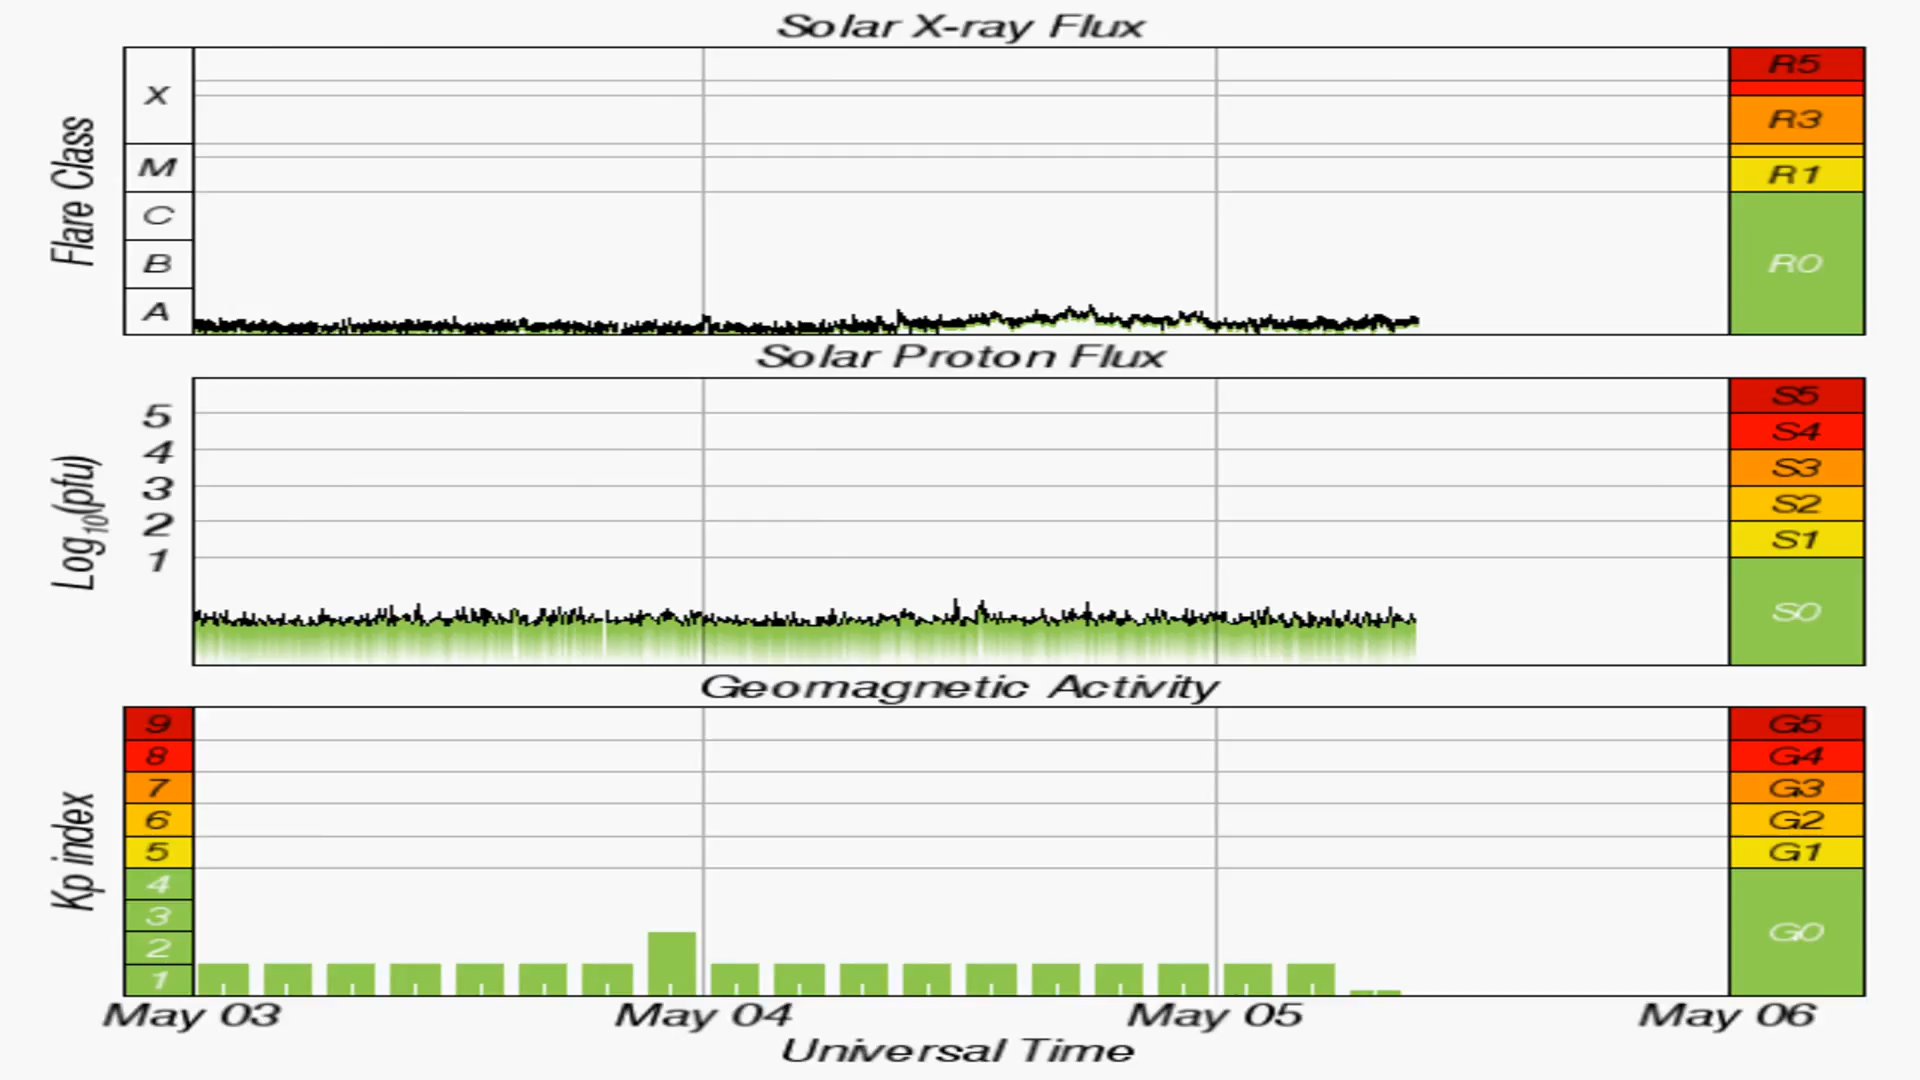 Solar X-ray Flux
Flare Class
X
M
C
B
A
R5
R3
R1
R0
Solar Proton Flux
Log10(pfu)
5
4
3
2
1
S5
S4
S3
S2
S1
S0
Geomagnetic Activity
Kp index
9
8
7
6
5
4
3
2
1
G5
G4
G3
G2
G1
G0
May 03 May 04 May 05 May 06
Universal Time